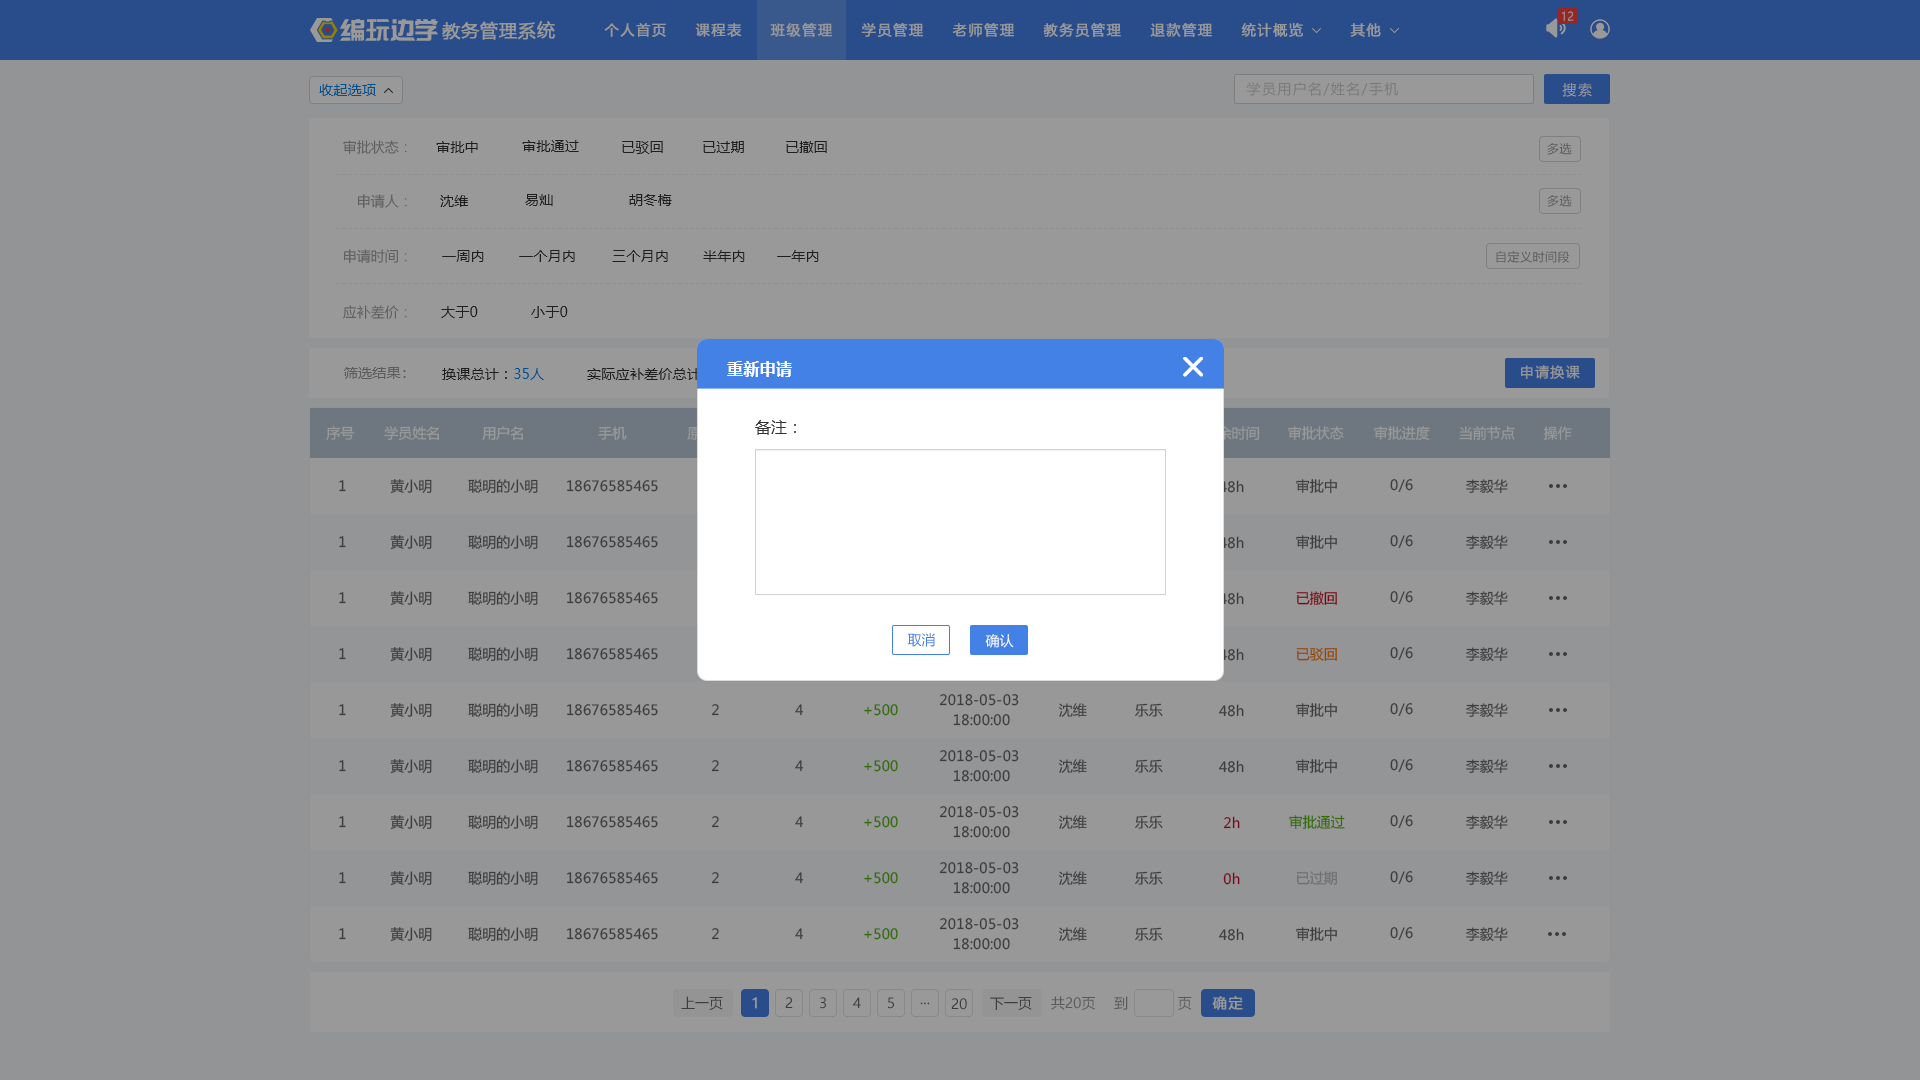 编玩边学 教务管理系统 个人首页 课程表 班级管理 学员管理 老师管理 教务员管理 退款管理 统计概览 其他 12
收起选项 学员用户名/姓名/手机 搜索
审批状态： 审批中 审批通过 已驳回 已过期 已撤回 多选
申请人： 沈维 易灿 胡冬梅 多选
申请时间： 一周内 一个月内 三个月内 半年内 一年内 自定义时间段
应补差价： 大于0 小于0
重新申请
筛选结果： 换课总计：35人 实际应补差价总计 申请换课
备注：
序号 学员姓名 用户名 手机 余时间 审批状态 审批进度 当前节点 操作
1 黄小明 聪明的小明 18676585465 48h 审批中 0/6 李毅华 •••
1 黄小明 聪明的小明 18676585465 48h 审批中 0/6 李毅华 •••
1 黄小明 聪明的小明 18676585465 48h 已撤回 0/6 李毅华 •••
1 黄小明 聪明的小明 18676585465 48h 已驳回 0/6 李毅华 •••
取消 确认
1 黄小明 聪明的小明 18676585465 2 4 +500 2018-05-03 18:00:00 沈维 乐乐 48h 审批中 0/6 李毅华 •••
1 黄小明 聪明的小明 18676585465 2 4 +500 2018-05-03 18:00:00 沈维 乐乐 48h 审批中 0/6 李毅华 •••
1 黄小明 聪明的小明 18676585465 2 4 +500 2018-05-03 18:00:00 沈维 乐乐 2h 审批通过 0/6 李毅华 •••
1 黄小明 聪明的小明 18676585465 2 4 +500 2018-05-03 18:00:00 沈维 乐乐 0h 已过期 0/6 李毅华 •••
1 黄小明 聪明的小明 18676585465 2 4 +500 2018-05-03 18:00:00 沈维 乐乐 48h 审批中 0/6 李毅华 •••
上一页 1 2 3 4 5 ··· 20 下一页 共20页 到 页 确定